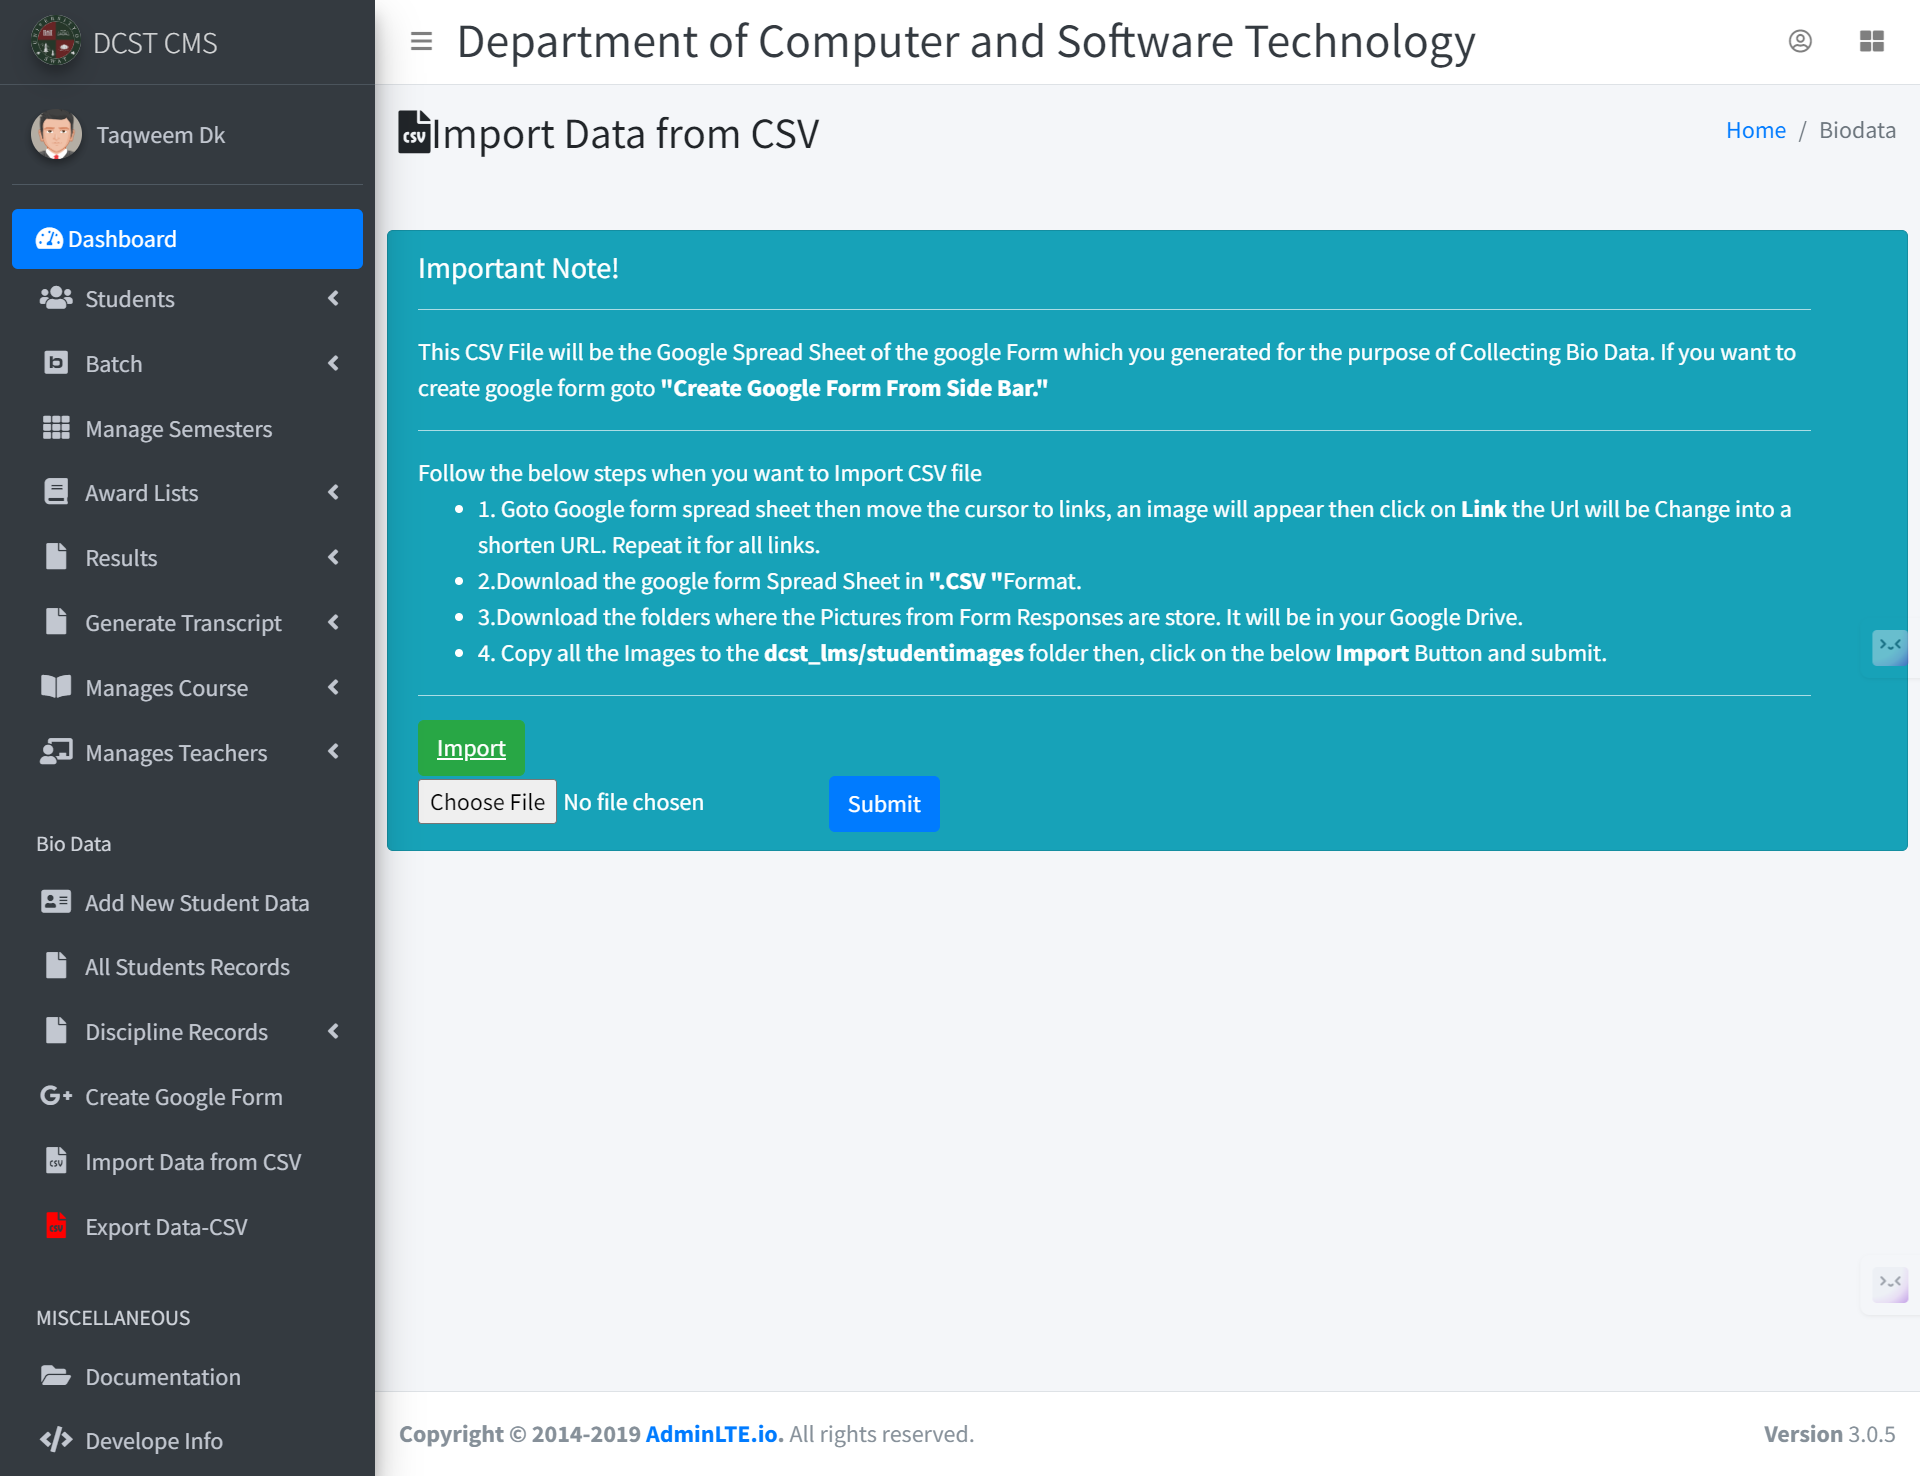 DCST CMS
Department of Computer and Software Technology
Taqweem Dk
Import Data from CSV
Home / Biodata
Dashboard
Students
Batch
Manage Semesters
Award Lists
Results
Generate Transcript
Manages Course
Manages Teachers
Bio Data
Add New Student Data
All Students Records
Discipline Records
Create Google Form
Import Data from CSV
Export Data-CSV
MISCELLANEOUS
Documentation
Develope Info
Important Note!
This CSV File will be the Google Spread Sheet of the google Form which you generated for the purpose of Collecting Bio Data. If you want to
create google form goto "Create Google Form From Side Bar."
Follow the below steps when you want to Import CSV file
• 1. Goto Google form spread sheet then move the cursor to links, an image will appear then click on Link the Url will be Change into a
shorten URL. Repeat it for all links.
• 2.Download the google form Spread Sheet in ".CSV "Format.
• 3.Download the folders where the Pictures from Form Responses are store. It will be in your Google Drive.
• 4. Copy all the Images to the dcst_lms/studentimages folder then, click on the below Import Button and submit.
Import
Choose File No file chosen
Submit
Copyright © 2014-2019 AdminLTE.io. All rights reserved.
Version 3.0.5